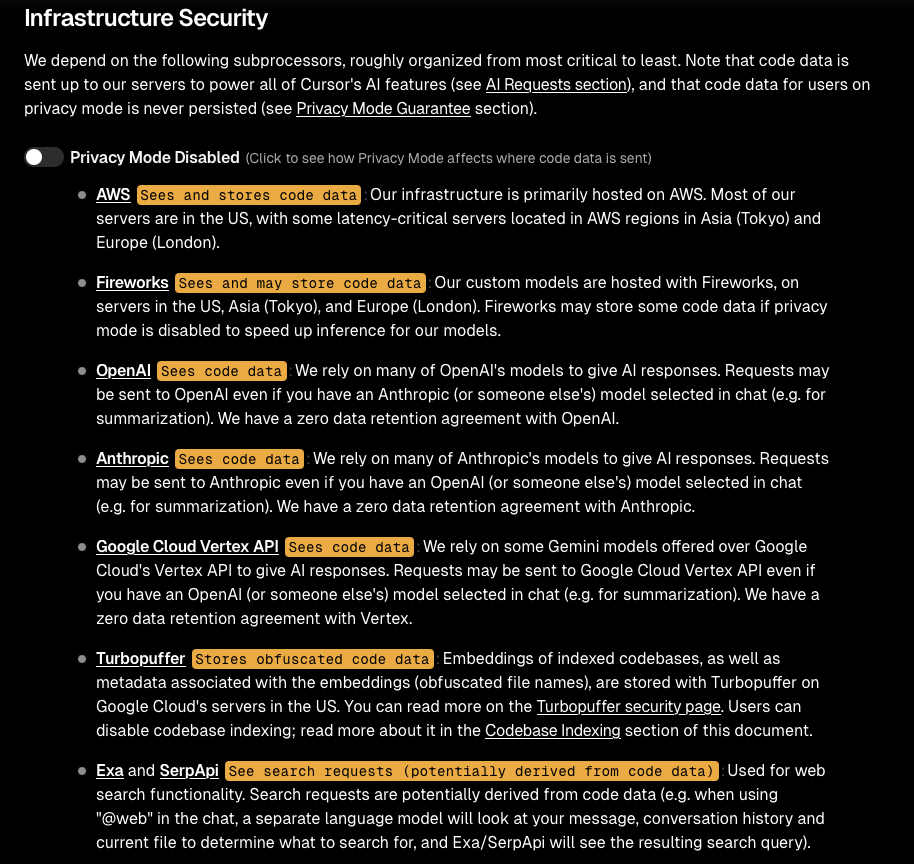 Infrastructure Security
We depend on the following subprocessors, roughly organized from most critical to least. Note that code data is
sent up to our servers to power all of Cursor's AI features (see AI Requests section), and that code data for users on
privacy mode is never persisted (see Privacy Mode Guarantee section).
Privacy Mode Disabled (Click to see how Privacy Mode affects where code data is sent)
AWS Sees and stores code data : Our infrastructure is primarily hosted on AWS. Most of our
servers are in the US, with some latency-critical servers located in AWS regions in Asia (Tokyo) and
Europe (London).
Fireworks Sees and may store code data : Our custom models are hosted with Fireworks, on
servers in the US, Asia (Tokyo), and Europe (London). Fireworks may store some code data if privacy
mode is disabled to speed up inference for our models.
OpenAI Sees code data : We rely on many of OpenAI's models to give AI responses. Requests may
be sent to OpenAI even if you have an Anthropic (or someone else's) model selected in chat (e.g. for
summarization). We have a zero data retention agreement with OpenAI.
Anthropic Sees code data : We rely on many of Anthropic's models to give AI responses. Requests
may be sent to Anthropic even if you have an OpenAI (or someone else's) model selected in chat
(e.g. for summarization). We have a zero data retention agreement with Anthropic.
Google Cloud Vertex API Sees code data : We rely on some Gemini models offered over Google
Cloud's Vertex API to give AI responses. Requests may be sent to Google Cloud Vertex API even if
you have an OpenAI (or someone else's) model selected in chat (e.g. for summarization). We have a
zero data retention agreement with Vertex.
Turbopuffer Stores obfuscated code data : Embeddings of indexed codebases, as well as
metadata associated with the embeddings (obfuscated file names), are stored with Turbopuffer on
Google Cloud's servers in the US. You can read more on the Turbopuffer security page. Users can
disable codebase indexing; read more about it in the Codebase Indexing section of this document.
Exa and SerpApi See search requests (potentially derived from code data) : Used for web
search functionality. Search requests are potentially derived from code data (e.g. when using
"@web" in the chat, a separate language model will look at your message, conversation history and
current file to determine what to search for, and Exa/SerpApi will see the resulting search query).